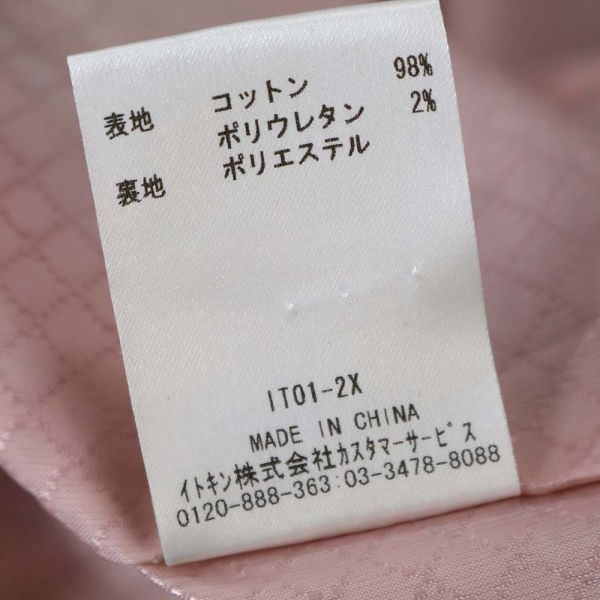 表地 コットン 98%
ポリウレタン 2%
裏地 ポリエステル
IT01-2X
MADE IN CHINA
イトキン株式会社カスタマーサービス
0120-888-363:03-3478-8088